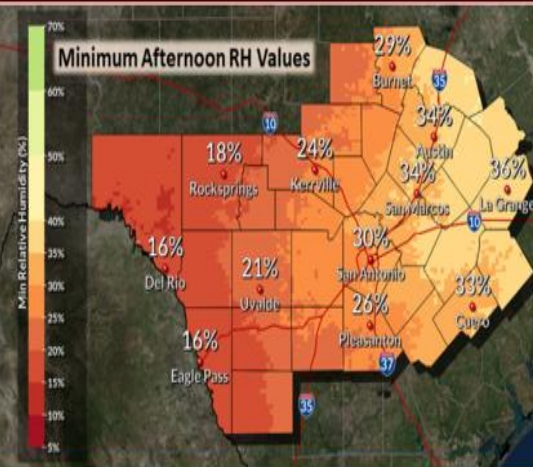 Minimum Afternoon RH Values
Min Relative Humidity (%)
70%
60%
50%
40%
35%
30%
25%
20%
15%
10%
5%
29%
Burnet
35
34%
Austin
10
18%
Rocksprings
24%
Kerrville
34%
San Marcos
36%
La Grange
10
16%
Del Rio
21%
Uvalde
30%
San Antonio
33%
Cuero
26%
Pleasanton
16%
Eagle Pass
37
35